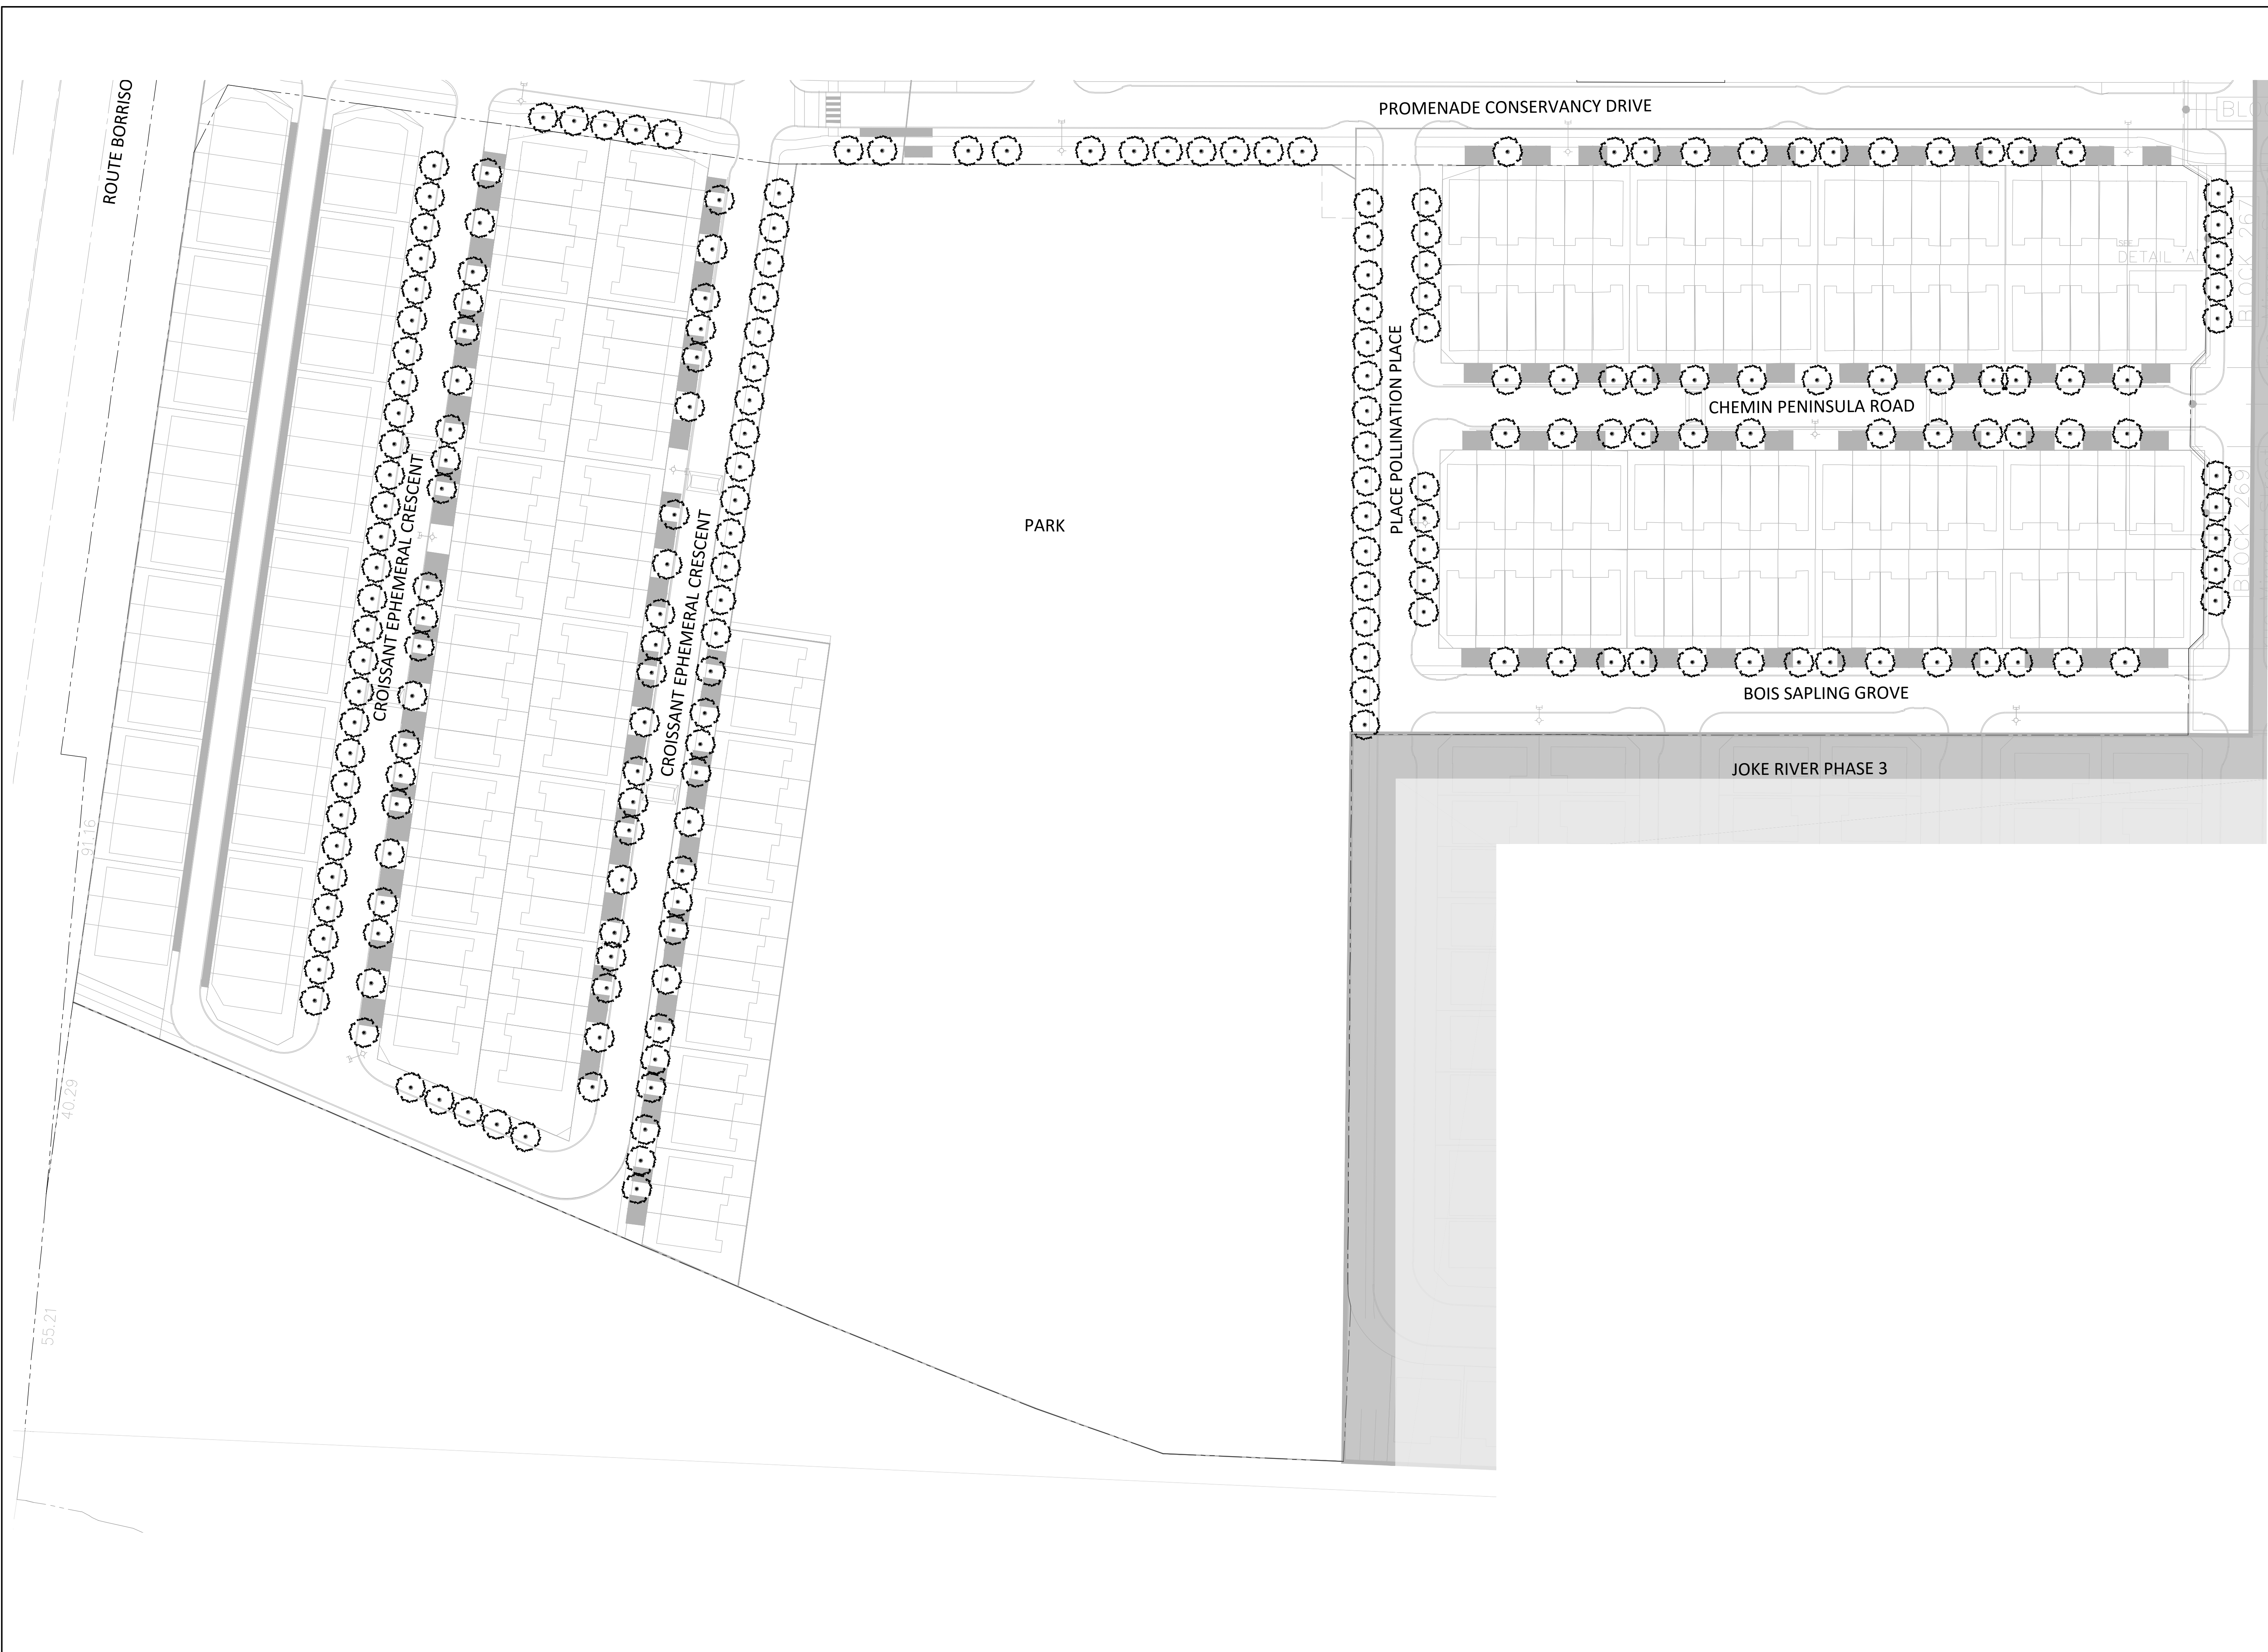 ROUTE BORRISO
PROMENADE CONSERVANCY DRIVE
SEE
DETAIL 'A'
BLOCK 267
PLACE POLLINATION PLACE
CHEMIN PENINSULA ROAD
CROISSANT EPHEMERAL CRESCENT
CROISSANT EPHEMERAL CRESCENT
PARK
BLOCK 269
BOIS SAPLING GROVE
JOKE RIVER PHASE 3
91.16
40.29
55.21